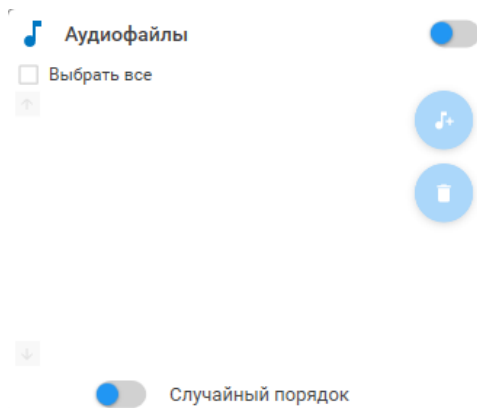 Аудиофайлы
Выбрать все
Случайный порядок